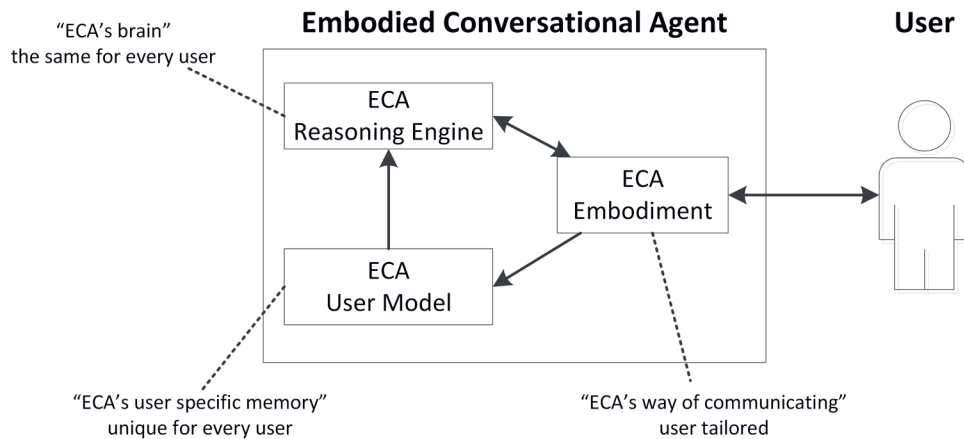 Embodied Conversational Agent
User
“ECA’s brain”
the same for every user
ECA
Reasoning Engine
ECA
Embodiment
ECA
User Model
“ECA’s user specific memory”
unique for every user
“ECA’s way of communicating”
user tailored